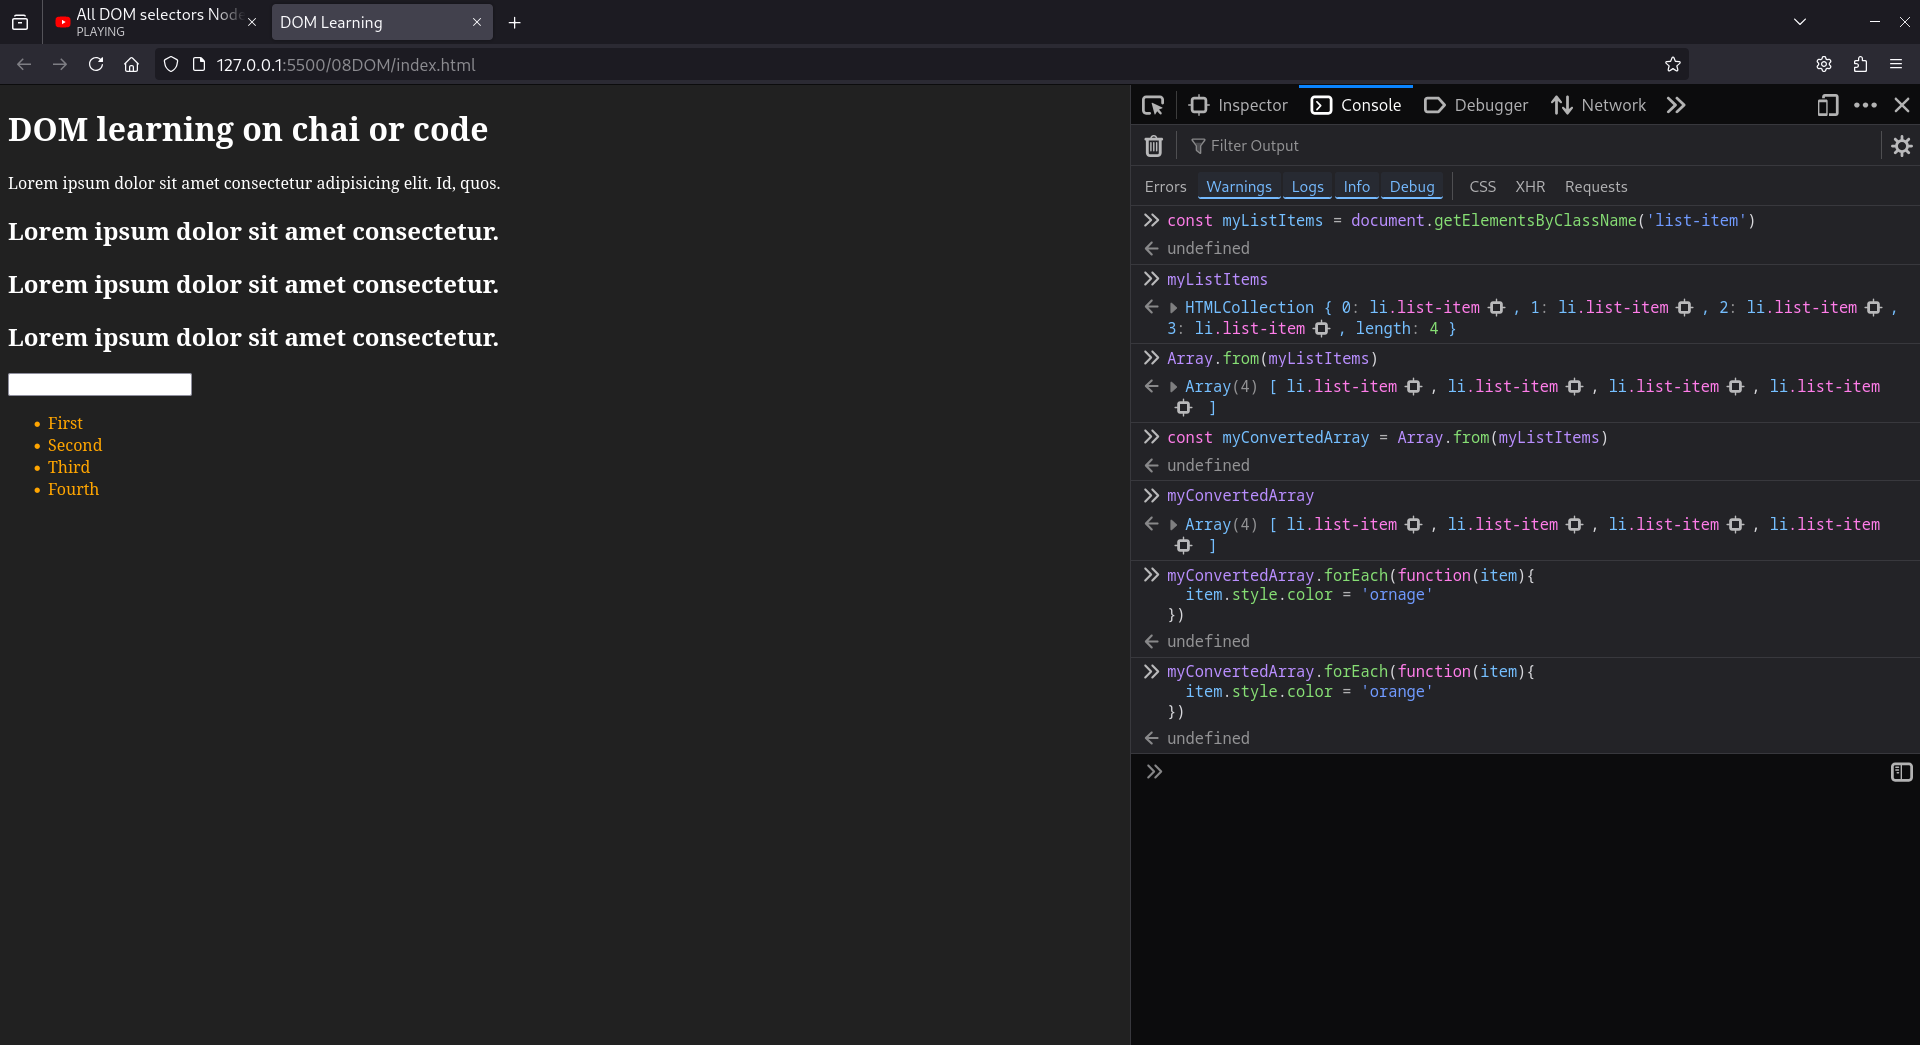 All DOM selectors Node
PLAYING
DOM Learning
127.0.0.1:5500/08DOM/index.html
DOM learning on chai or code
Lorem ipsum dolor sit amet consectetur adipisicing elit. Id, quos.
Lorem ipsum dolor sit amet consectetur.
Lorem ipsum dolor sit amet consectetur.
Lorem ipsum dolor sit amet consectetur.
• First
• Second
• Third
• Fourth
Inspector Console Debugger Network
Filter Output
Errors Warnings Logs Info Debug CSS XHR Requests
const myListItems = document.getElementsByClassName('list-item')
undefined
myListItems
HTMLCollection { 0: li.list-item , 1: li.list-item , 2: li.list-item ,
3: li.list-item , length: 4 }
Array.from(myListItems)
Array(4) [ li.list-item , li.list-item , li.list-item , li.list-item
]
const myConvertedArray = Array.from(myListItems)
undefined
myConvertedArray
Array(4) [ li.list-item , li.list-item , li.list-item , li.list-item
]
myConvertedArray.forEach(function(item){
item.style.color = 'ornage'
})
undefined
myConvertedArray.forEach(function(item){
item.style.color = 'orange'
})
undefined